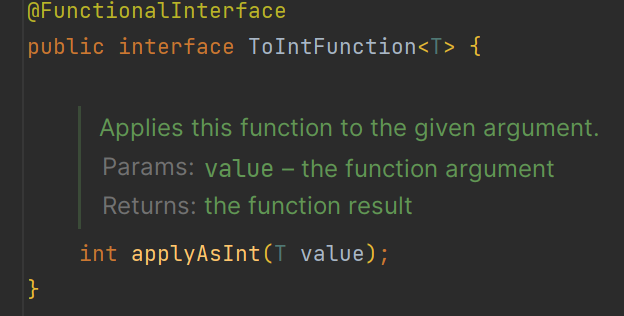 @FunctionalInterface
public interface ToIntFunction<T> {
Applies this function to the given argument.
Params: value – the function argument
Returns: the function result
int applyAsInt(T value);
}